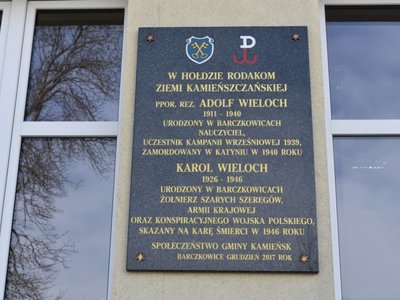 W HOŁDZIE RODAKOM
ZIEMI KAMIEŃSZCZAŃSKIEJ
PPOR. REZ. ADOLF WIELOCH
1911 - 1940
URODZONY W BARCZKOWICACH
NAUCZYCIEL,
UCZESTNIK KAMPANII WRZEŚNIOWEJ 1939,
ZAMORDOWANY W KATYNIU W 1940 ROKU
KAROL WIELOCH
1926 - 1946
URODZONY W BARCZKOWICACH
ŻOŁNIERZ SZARYCH SZEREGÓW,
ARMII KRAJOWEJ
ORAZ KONSPIRACYJNEGO WOJSKA POLSKIEGO,
SKAZANY NA KARĘ ŚMIERCI W 1946 ROKU
SPOŁECZEŃSTWO GMINY KAMIEŃSK
BARCZKOWICE GRUDZIEŃ 2017 ROK